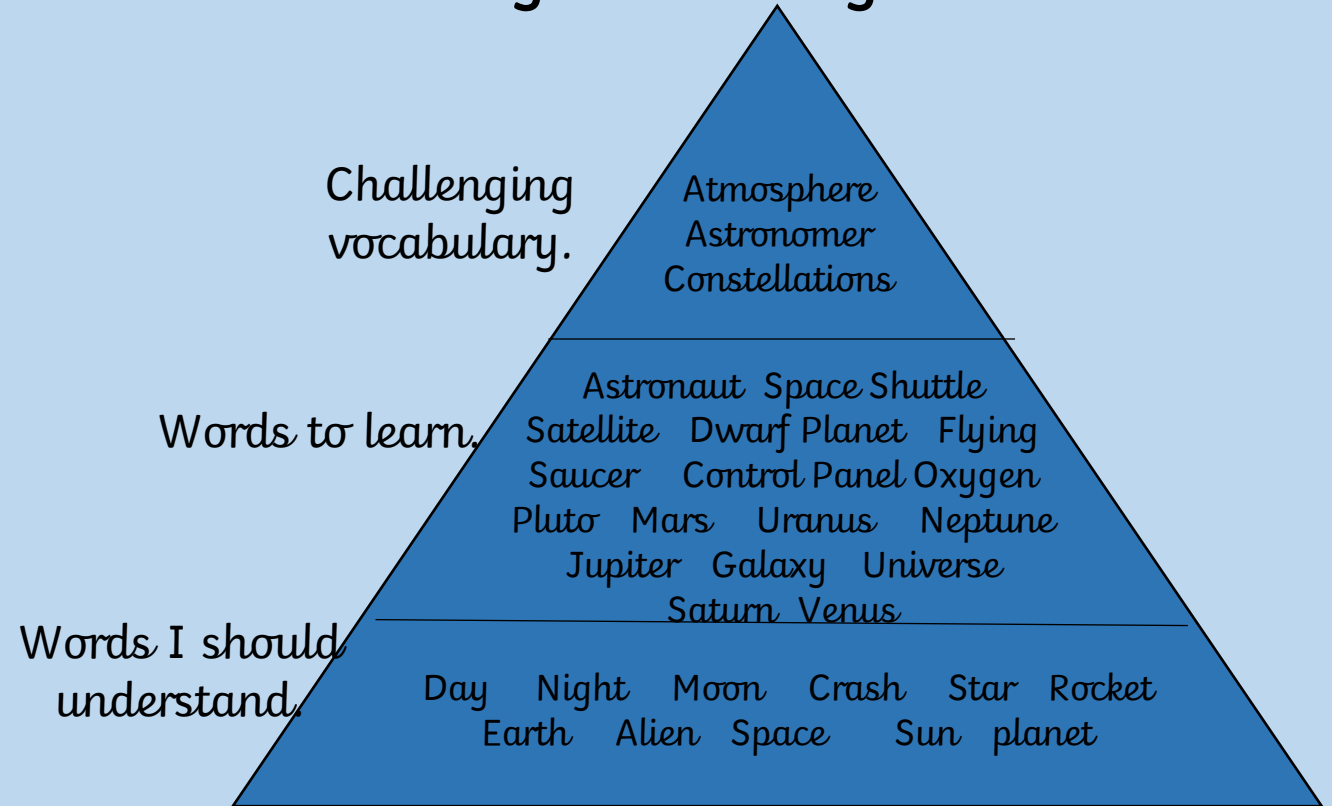 Challenging
vocabulary.
Atmosphere
Astronomer
Constellations
Words to learn.
Astronaut Space Shuttle
Satellite Dwarf Planet Flying
Saucer Control Panel Oxygen
Pluto Mars Uranus Neptune
Jupiter Galaxy Universe
Saturn Venus
Words I should
understand.
Day Night Moon Crash Star Rocket
Earth Alien Space Sun planet